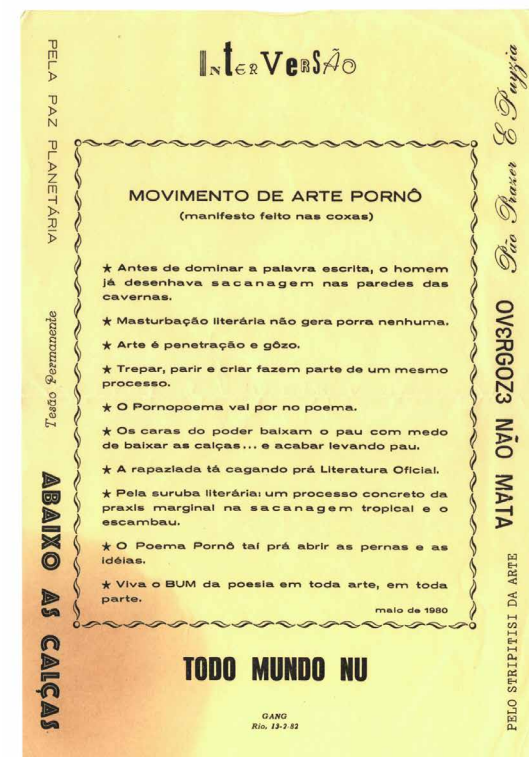 InterVersÃo
MOVIMENTO DE ARTE PORNÔ
(manifesto feito nas coxas)
★ Antes de dominar a palavra escrita, o homem
já desenhava sacanagem nas paredes das
cavernas.
★ Masturbação literária não gera porra nenhuma.
★ Arte é penetração e gôzo.
★ Trepar, parir e criar fazem parte de um mesmo
processo.
★ O Pornopoema vai por no poema.
★ Os caras do poder baixam o pau com medo
de baixar as calças... e acabar levando pau.
★ A rapaziada tá cagando prá Literatura Oficial.
★ Pela suruba literária: um processo concreto da
praxis marginal na sacanagem tropical e o
escambau.
★ O Poema Pornô taí prá abrir as pernas e as
idéias.
★ Viva o BUM da poesia em toda arte, em toda
parte.
maio de 1980
TODO MUNDO NU
GANG
Rio, 13-2-82
PELA PAZ PLANETÁRIA
Tesão Permanente
ABAIXO AS CALÇAS
Pão Prazer E
OVERGOZ3 NÃO MATA
PELO STRIPITISI DA ARTE